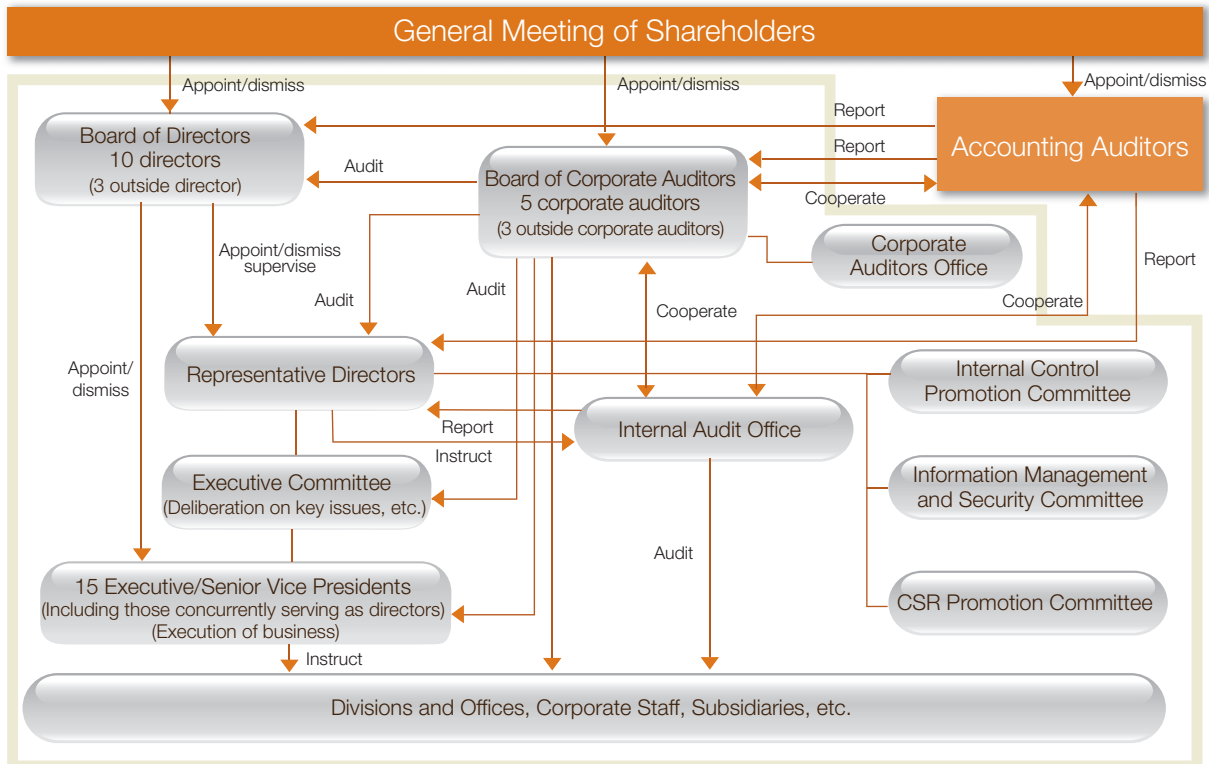 General Meeting of Shareholders
Appoint/dismiss
Appoint/dismiss
Appoint/dismiss
Board of Directors
10 directors
(3 outside director)
Report
Accounting Auditors
Report
Audit
Board of Corporate Auditors
5 corporate auditors
(3 outside corporate auditors)
Cooperate
Corporate
Auditors Office
Appoint/dismiss
supervise
Report
Audit
Audit
Cooperate
Cooperate
Appoint/
dismiss
Representative Directors
Internal Control
Promotion Committee
Report
Internal Audit Office
Instruct
Executive Committee
(Deliberation on key issues, etc.)
Information Management
and Security Committee
Audit
15 Executive/Senior Vice Presidents
(Including those concurrently serving as directors)
(Execution of business)
CSR Promotion Committee
Instruct
Divisions and Offices, Corporate Staff, Subsidiaries, etc.